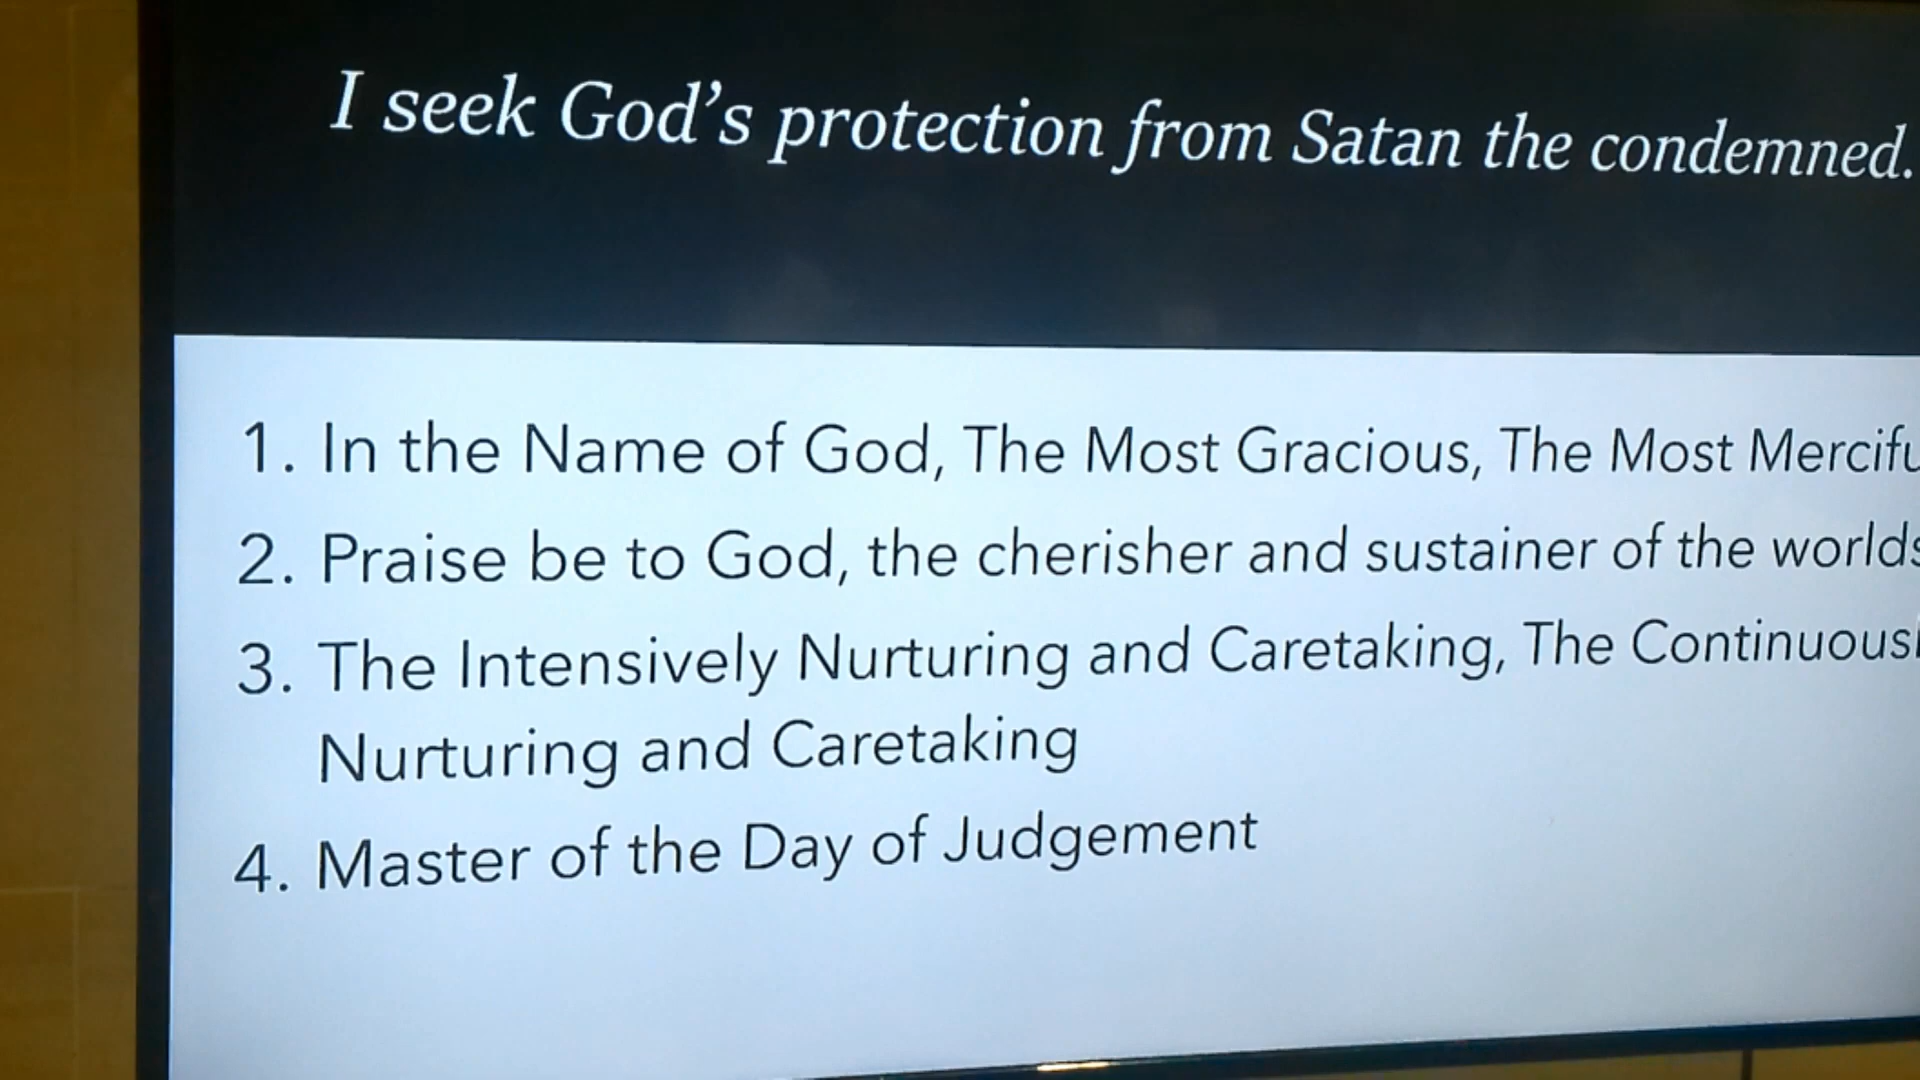 I seek God's protection from Satan the condemned.
1. In the Name of God, The Most Gracious, The Most
2. Praise be to God, the cherisher and sustainer of the worlds
3. The Intensively Nurturing and Caretaking, The
Nurturing and Caretaking
4. Master of the Day of Judgement